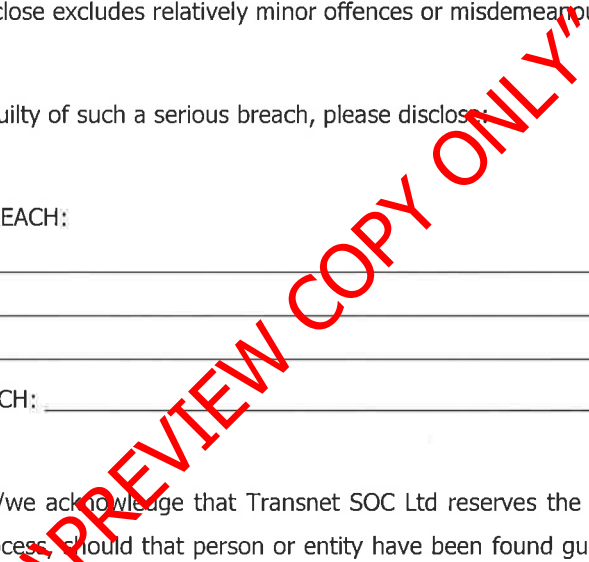 close excludes relatively minor offences or misdemeanou
uilty of such a serious breach, please disclose:
EACH:
CH:
/we acknowledge that Transnet SOC Ltd reserves the
cess, should that person or entity have been found gu
"PREVIEW COPY ONLY"